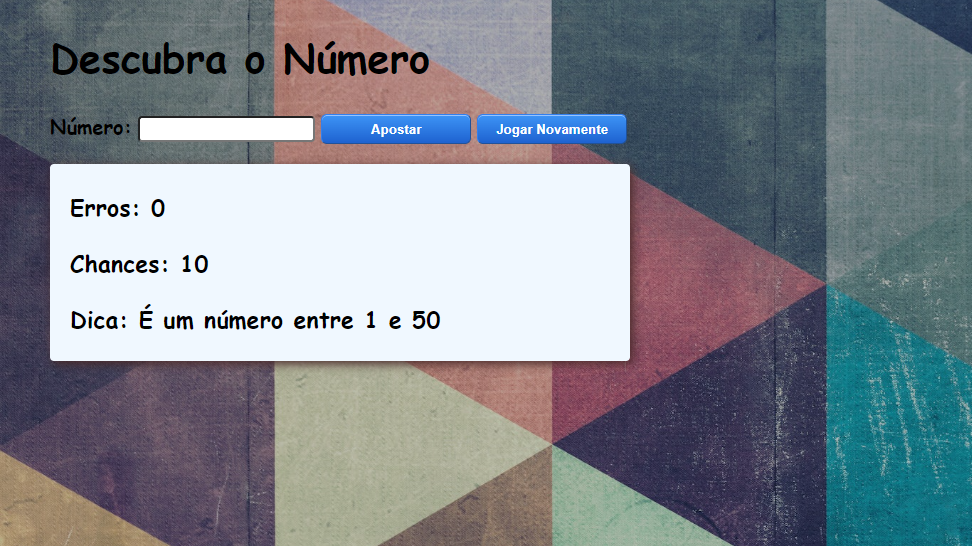 Descubra o Número
Número: Apostar Jogar Novamente
Erros: 0
Chances: 10
Dica: É um número entre 1 e 50